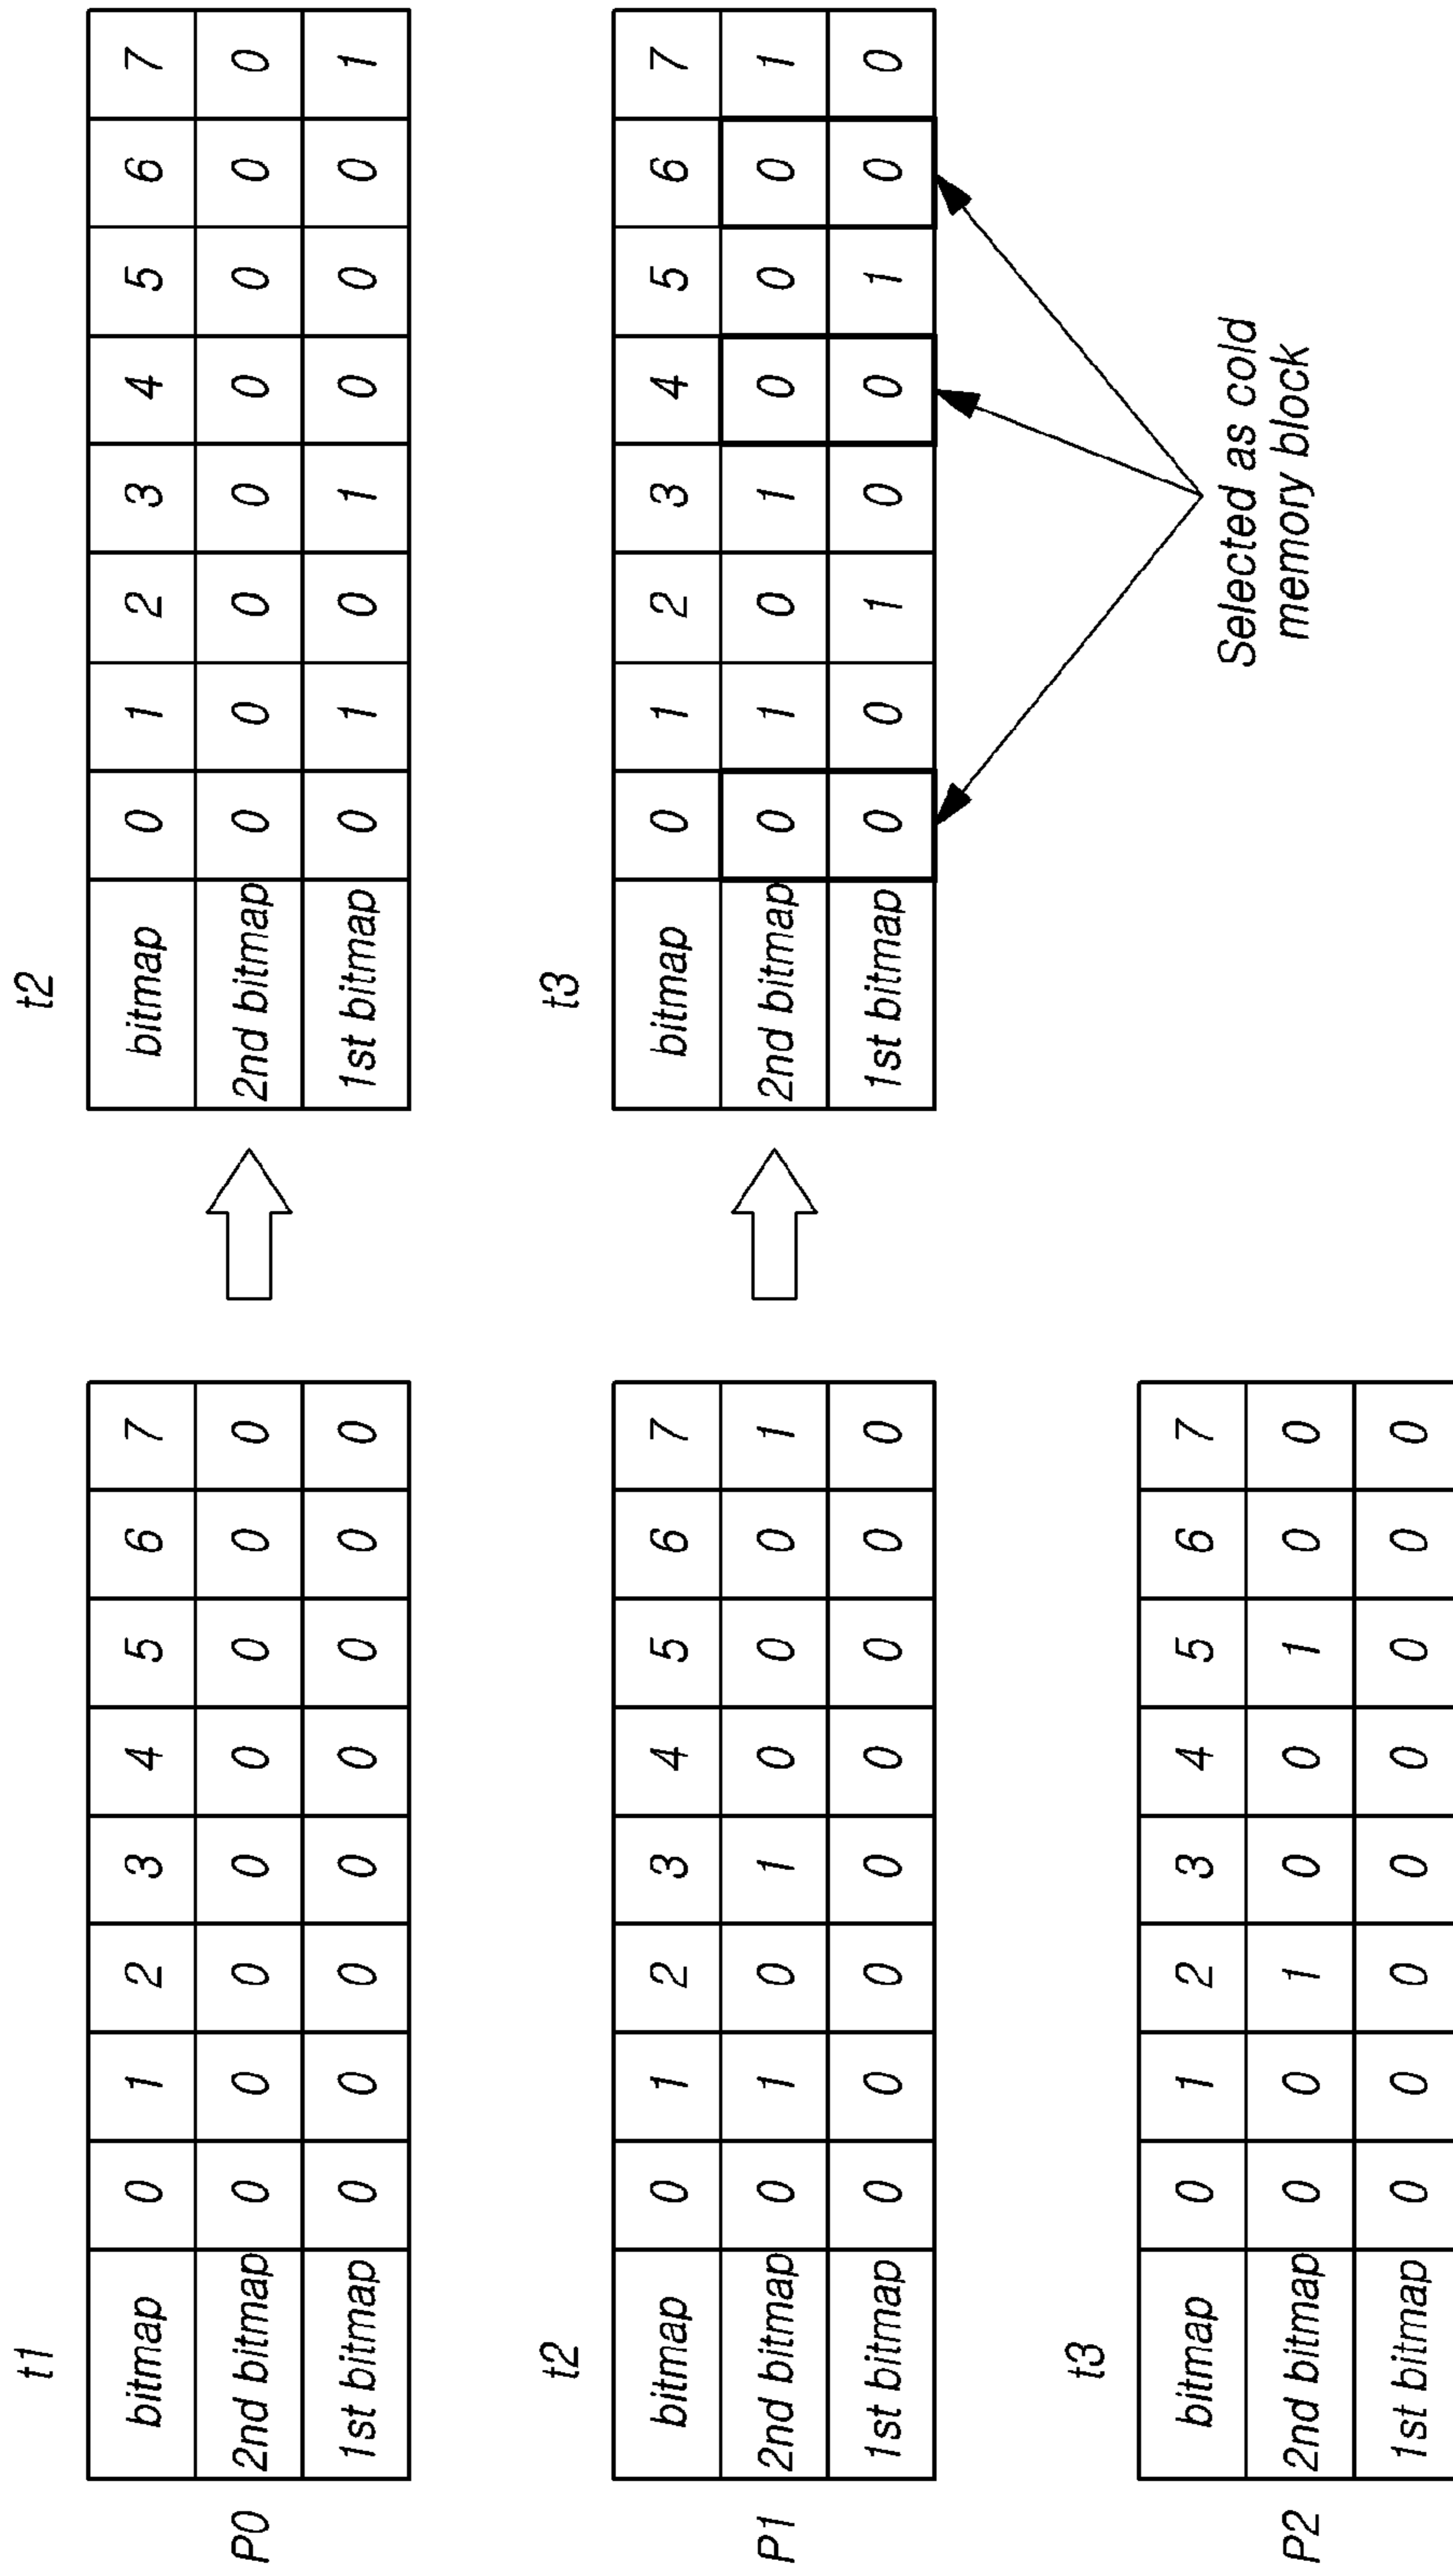 t1
bitmap 0 1 2 3 4 5 6 7
P0 2nd bitmap 0 0 0 0 0 0 0 0
1st bitmap 0 0 0 0 0 0 0 0
t2
bitmap 0 1 2 3 4 5 6 7
2nd bitmap 0 0 0 0 0 0 0 0
1st bitmap 0 1 0 1 0 0 0 1
t2
bitmap 0 1 2 3 4 5 6 7
P1 2nd bitmap 0 1 0 1 0 0 0 1
1st bitmap 0 0 0 0 0 0 0 0
t3
bitmap 0 1 2 3 4 5 6 7
2nd bitmap 0 1 0 1 0 0 0 1
1st bitmap 0 0 1 0 0 1 0 0
Selected as cold
memory block
t3
bitmap 0 1 2 3 4 5 6 7
P2 2nd bitmap 0 0 1 0 0 1 0 0
1st bitmap 0 0 0 0 0 0 0 0